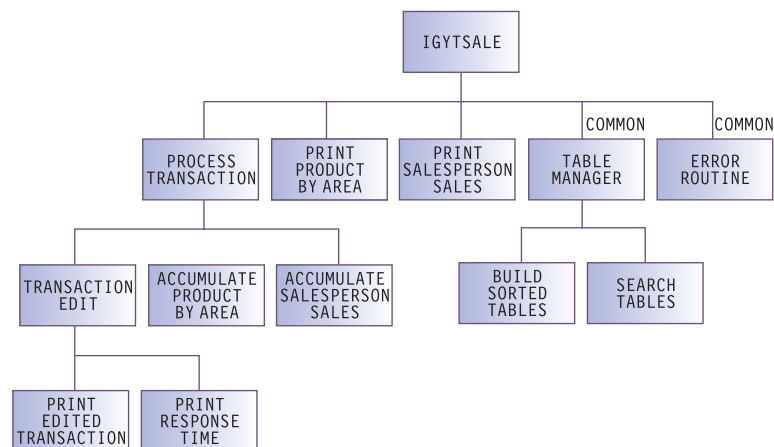 IGYTSALE
COMMON
COMMON
PROCESS
TRANSACTION
PRINT
PRODUCT
BY AREA
PRINT
SALESPERSON
SALES
TABLE
MANAGER
ERROR
ROUTINE
TRANSACTION
EDIT
ACCUMULATE
PRODUCT
BY AREA
ACCUMULATE
SALESPERSON
SALES
BUILD
SORTED
TABLES
SEARCH
TABLES
PRINT
EDITED
TRANSACTION
PRINT
RESPONSE
TIME